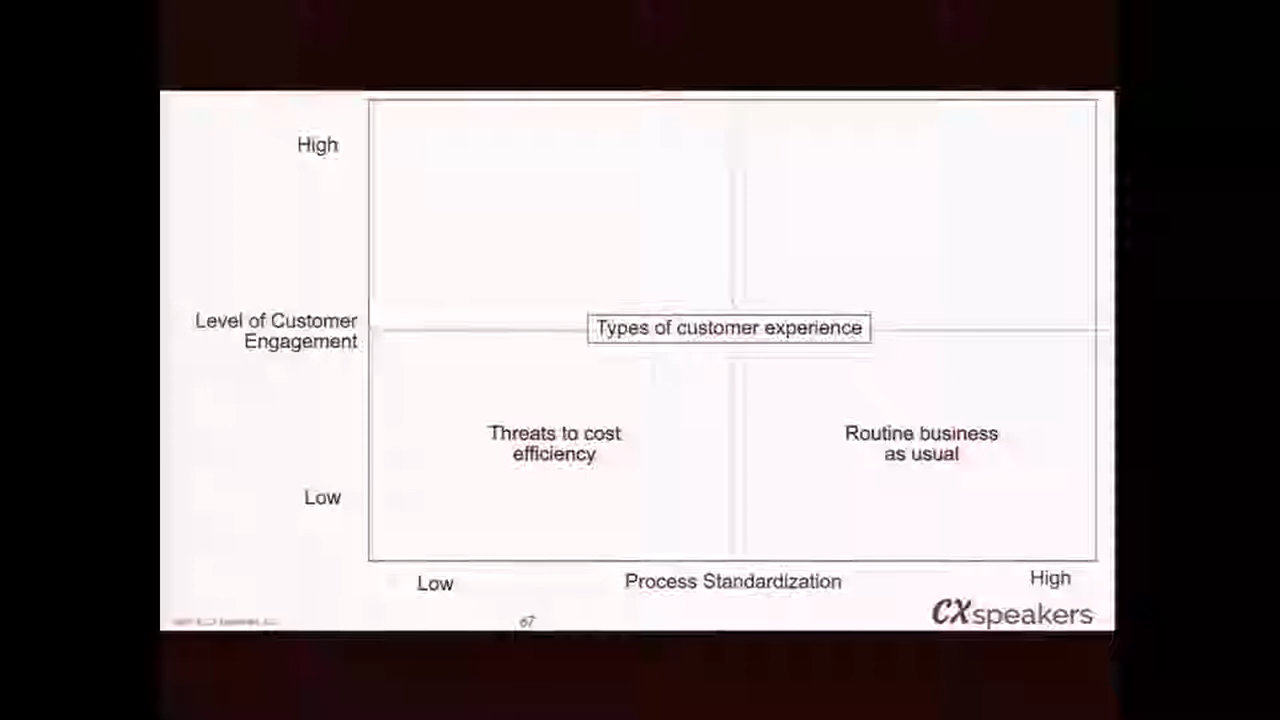 High
Level of Customer
Engagement
Types of customer experience
Threats to cost
efficiency
Routine business
as usual
Low
Low
Process Standardization
High
67
CXspeakers